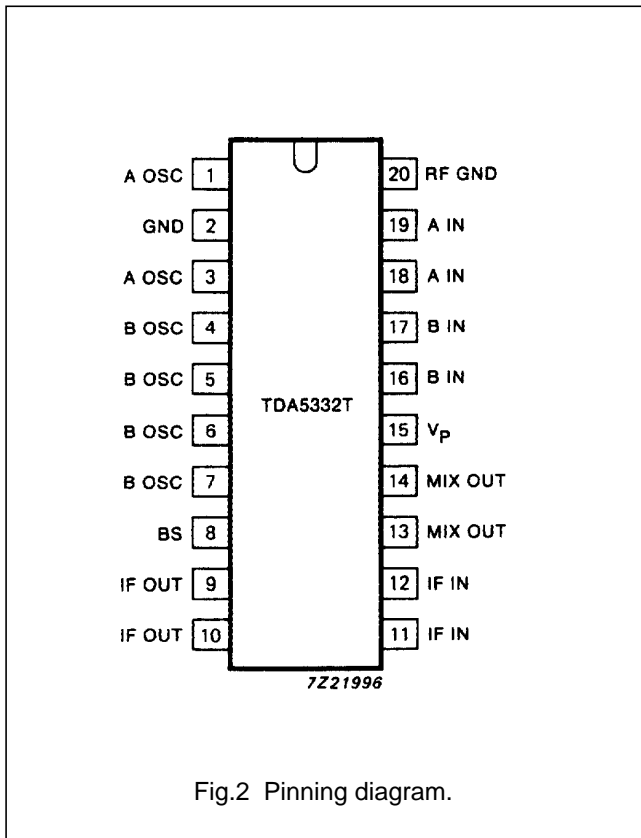 A OSC 1 20 RF GND
GND 2 19 A IN
A OSC 3 18 A IN
B OSC 4 17 B IN
B OSC 5 16 B IN
TDA5332T
B OSC 6 15 VP
B OSC 7 14 MIX OUT
BS 8 13 MIX OUT
IF OUT 9 12 IF IN
IF OUT 10 11 IF IN
7Z21996
Fig.2 Pinning diagram.